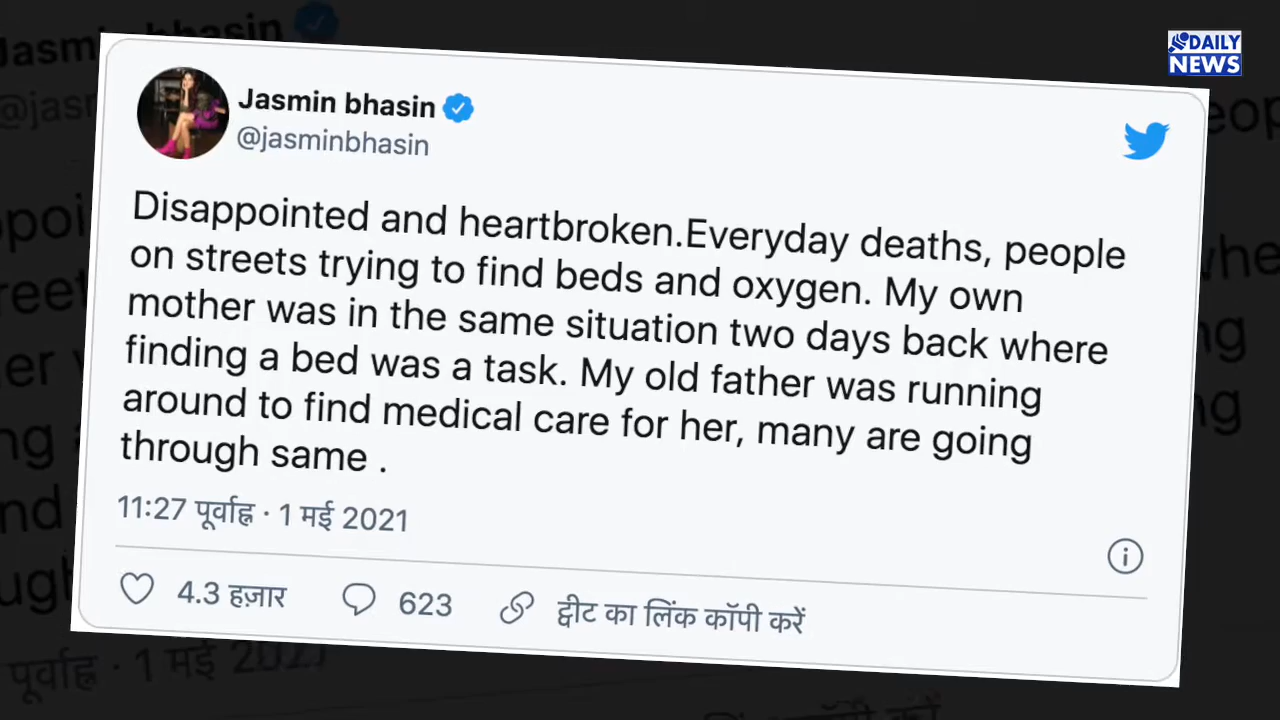 DAILY
NEWS
Jasmin bhasin
@jasminbhasin
Disappointed and heartbroken.Everyday deaths, people
on streets trying to find beds and oxygen. My own
mother was in the same situation two days back where
finding a bed was a task. My old father was running
around to find medical care for her, many are going
through same .
11:27 पूर्वाह्न · 1 मई 2021
4.3 हज़ार 623 ट्वीट का लिंक कॉपी करें